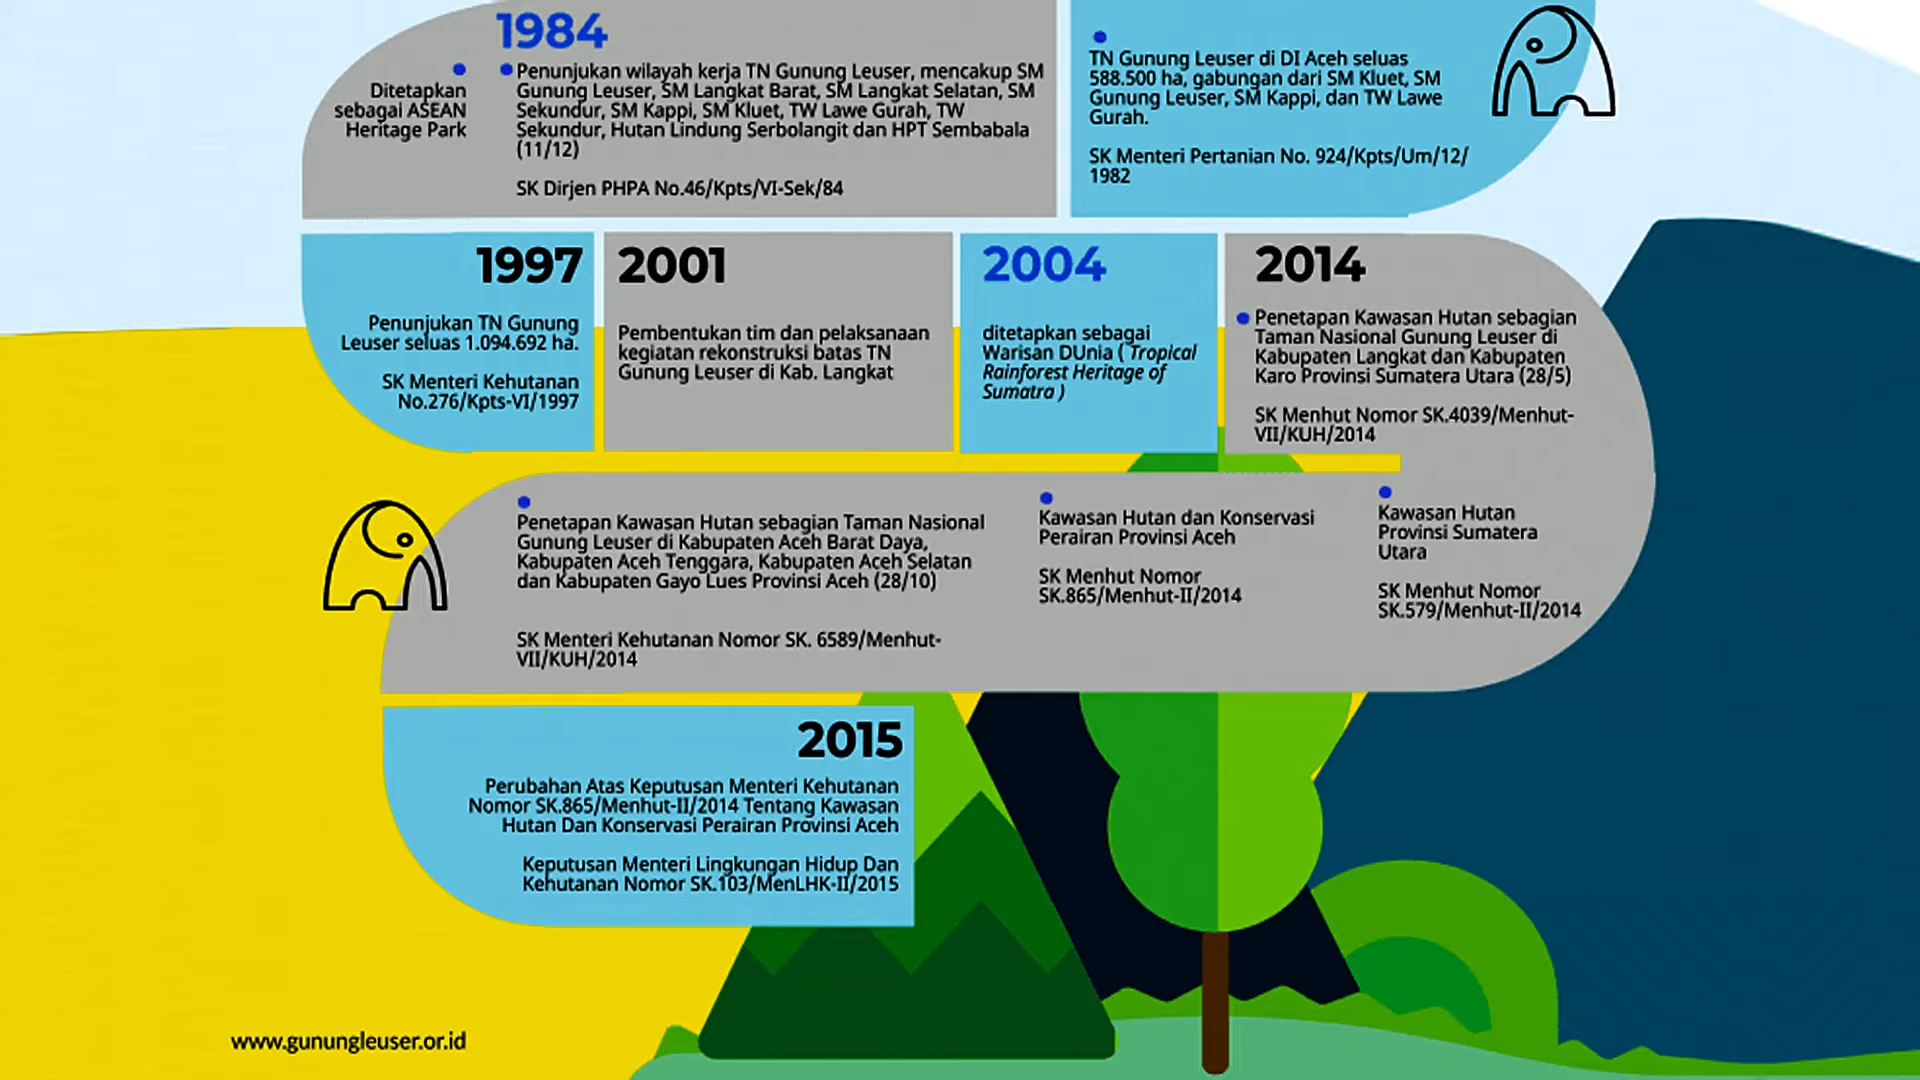 1984
Ditetapkan
sebagai ASEAN
Heritage Park
Penunjukan wilayah kerja TN Gunung Leuser, mencakup SM
Gunung Leuser, SM Langkat Barat, SM Langkat Selatan, SM
Sekundur, SM Kappi, SM Kluet, TW Lawe Gurah, TW
Sekundur, Hutan Lindung Serbolangit dan HPT Sembabala
(11/12)
SK Dirjen PHPA No.46/Kpts/VI-Sek/84
TN Gunung Leuser di DI Aceh seluas
588.500 ha, gabungan dari SM Kluet, SM
Gunung Leuser, SM Kappi, dan TW Lawe
Gurah.
SK Menteri Pertanian No. 924/Kpts/Um/12/
1982
1997
Penunjukan TN Gunung
Leuser seluas 1.094.692 ha.
SK Menteri Kehutanan
No.276/Kpts-VI/1997
2001
Pembentukan tim dan pelaksanaan
kegiatan rekonstruksi batas TN
Gunung Leuser di Kab. Langkat
2004
ditetapkan sebagai
Warisan DUnia ( Tropical
Rainforest Heritage of
Sumatra )
2014
Penetapan Kawasan Hutan sebagian
Taman Nasional Gunung Leuser di
Kabupaten Langkat dan Kabupaten
Karo Provinsi Sumatera Utara (28/5)
SK Menhut Nomor SK.4039/Menhut-
VII/KUH/2014
Penetapan Kawasan Hutan sebagian Taman Nasional
Gunung Leuser di Kabupaten Aceh Barat Daya,
Kabupaten Aceh Tenggara, Kabupaten Aceh Selatan
dan Kabupaten Gayo Lues Provinsi Aceh (28/10)
SK Menteri Kehutanan Nomor SK. 6589/Menhut-
VII/KUH/2014
Kawasan Hutan dan Konservasi
Perairan Provinsi Aceh
SK Menhut Nomor
SK.865/Menhut-II/2014
Kawasan Hutan
Provinsi Sumatera
Utara
SK Menhut Nomor
SK.579/Menhut-II/2014
2015
Perubahan Atas Keputusan Menteri Kehutanan
Nomor SK.865/Menhut-II/2014 Tentang Kawasan
Hutan Dan Konservasi Perairan Provinsi Aceh
Keputusan Menteri Lingkungan Hidup Dan
Kehutanan Nomor SK.103/MenLHK-II/2015
www.gunungleuser.or.id